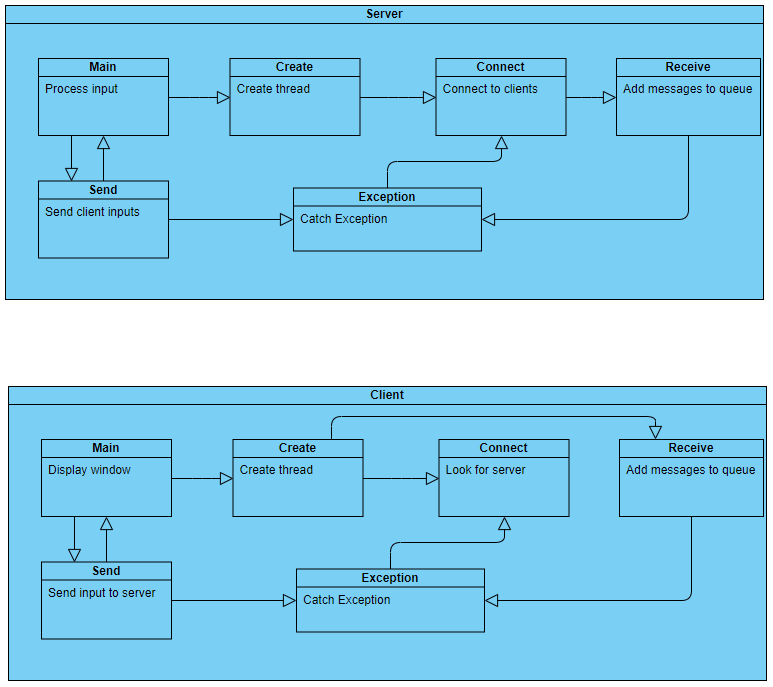 Server
Main
Process input
Create
Create thread
Connect
Connect to clients
Receive
Add messages to queue
Send
Send client inputs
Exception
Catch Exception
Client
Main
Display window
Create
Create thread
Connect
Look for server
Receive
Add messages to queue
Send
Send input to server
Exception
Catch Exception